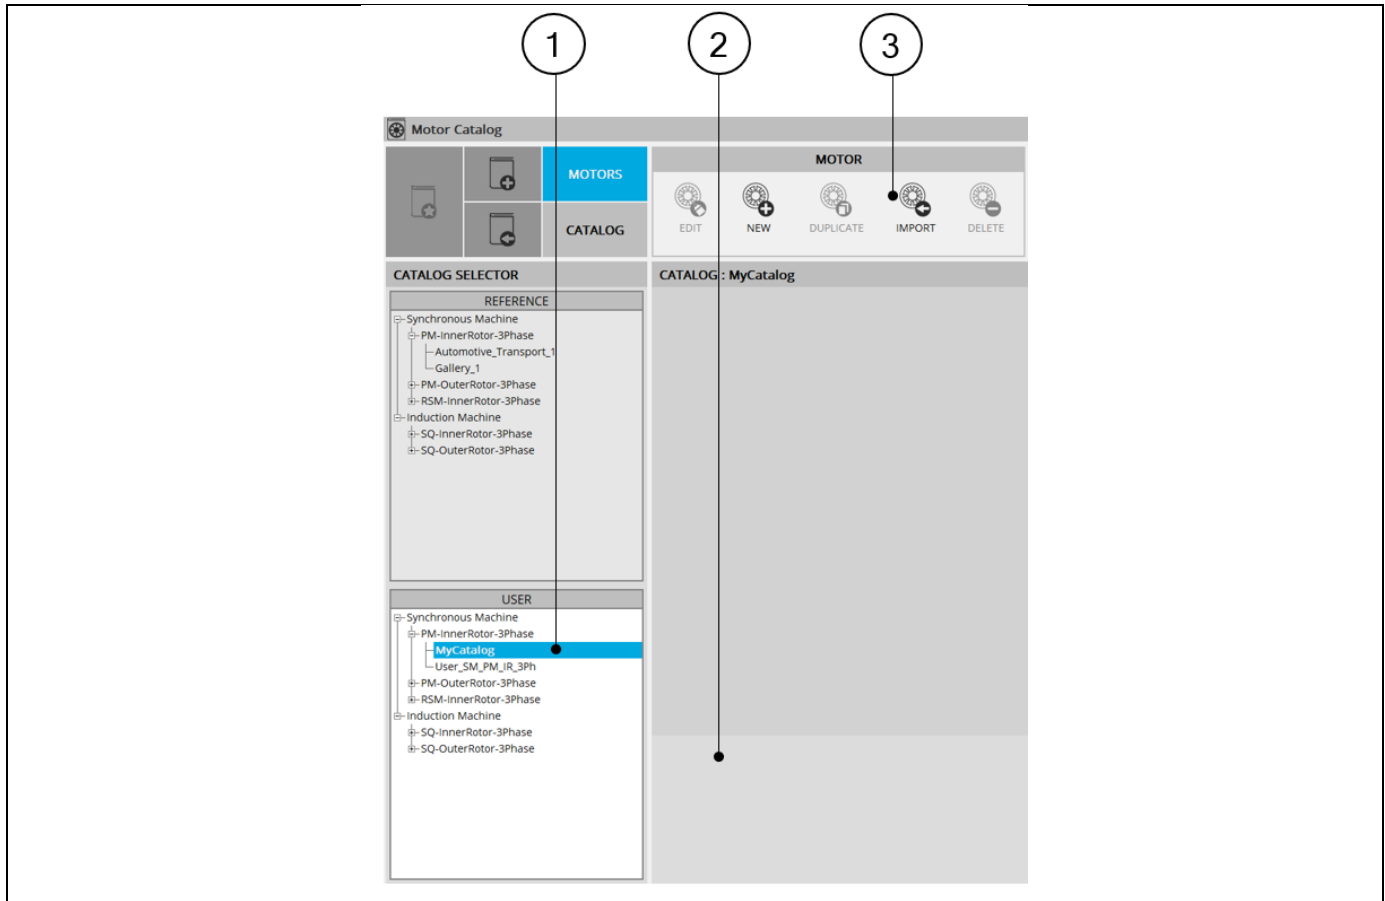 1
2
3
Motor Catalog
MOTORS
CATALOG
MOTOR
EDIT
NEW
DUPLICATE
IMPORT
DELETE
CATALOG SELECTOR
REFERENCE
Synchronous Machine
PM-InnerRotor-3Phase
Automotive_Transport_1
Gallery_1
PM-OuterRotor-3Phase
RSM-InnerRotor-3Phase
Induction Machine
SQ-InnerRotor-3Phase
SQ-OuterRotor-3Phase
USER
Synchronous Machine
PM-InnerRotor-3Phase
MyCatalog
User_SM_PM_IR_3Ph
PM-OuterRotor-3Phase
RSM-InnerRotor-3Phase
Induction Machine
SQ-InnerRotor-3Phase
SQ-OuterRotor-3Phase
CATALOG : MyCatalog